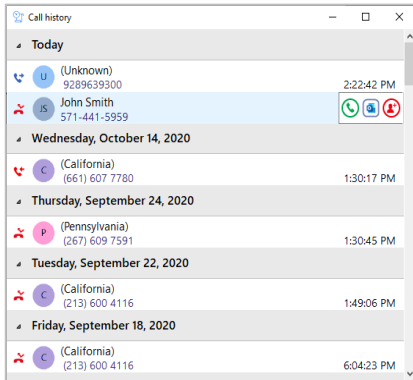 Call history
Today
U
(Unknown)
9289639300
2:22:42 PM
JS
John Smith
571-441-5959
Wednesday, October 14, 2020
C
(California)
(661) 607 7780
1:30:17 PM
Thursday, September 24, 2020
P
(Pennsylvania)
(267) 609 7591
1:30:45 PM
Tuesday, September 22, 2020
C
(California)
(213) 600 4116
1:49:06 PM
Friday, September 18, 2020
C
(California)
(213) 600 4116
6:04:23 PM